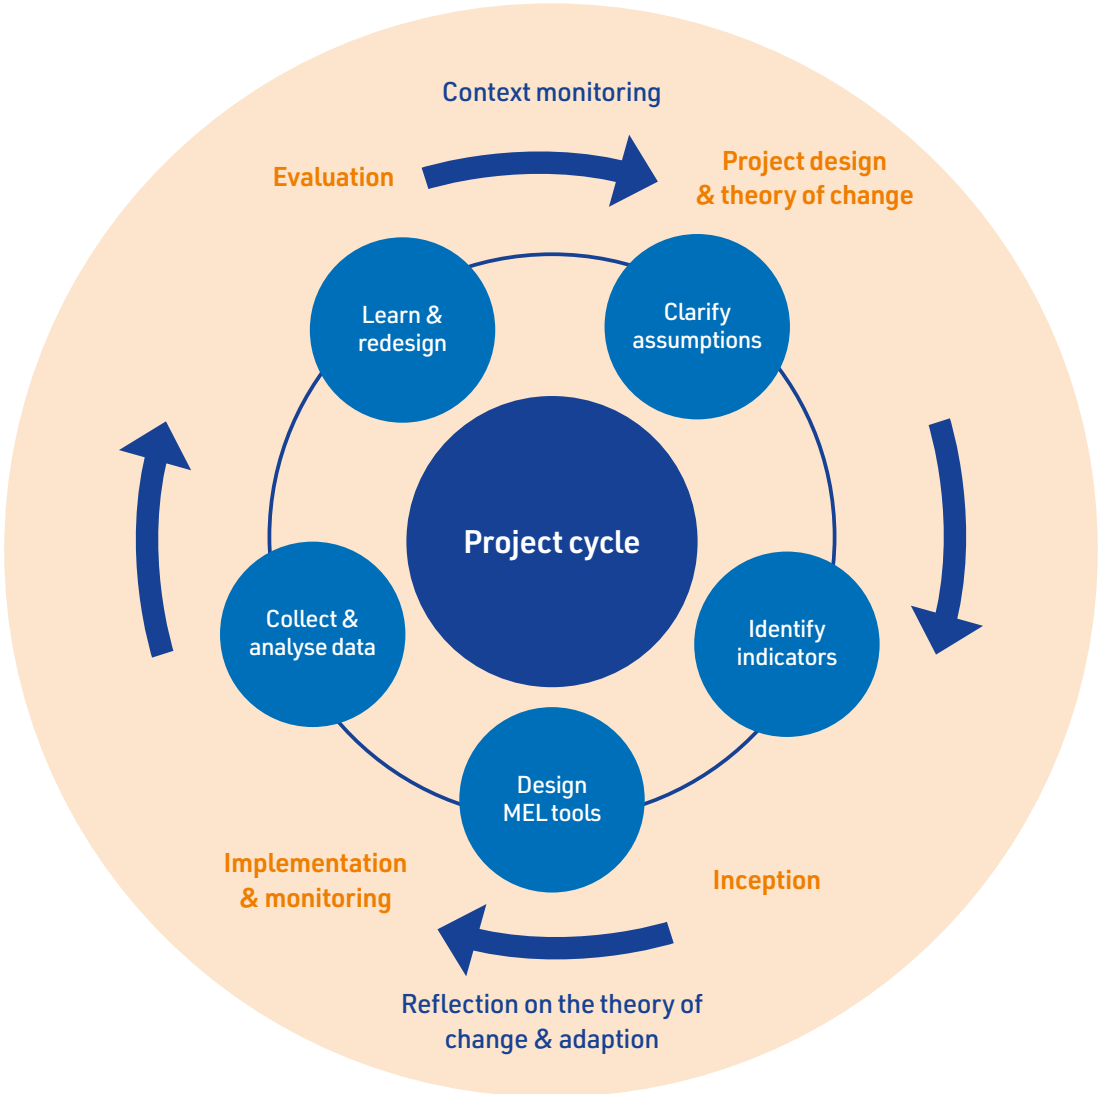 Context monitoring
Evaluation
Project design
& theory of change
Learn &
redesign
Clarify
assumptions
Project cycle
Collect &
analyse data
Identify
indicators
Design
MEL tools
Implementation
& monitoring
Inception
Reflection on the theory of
change & adaption